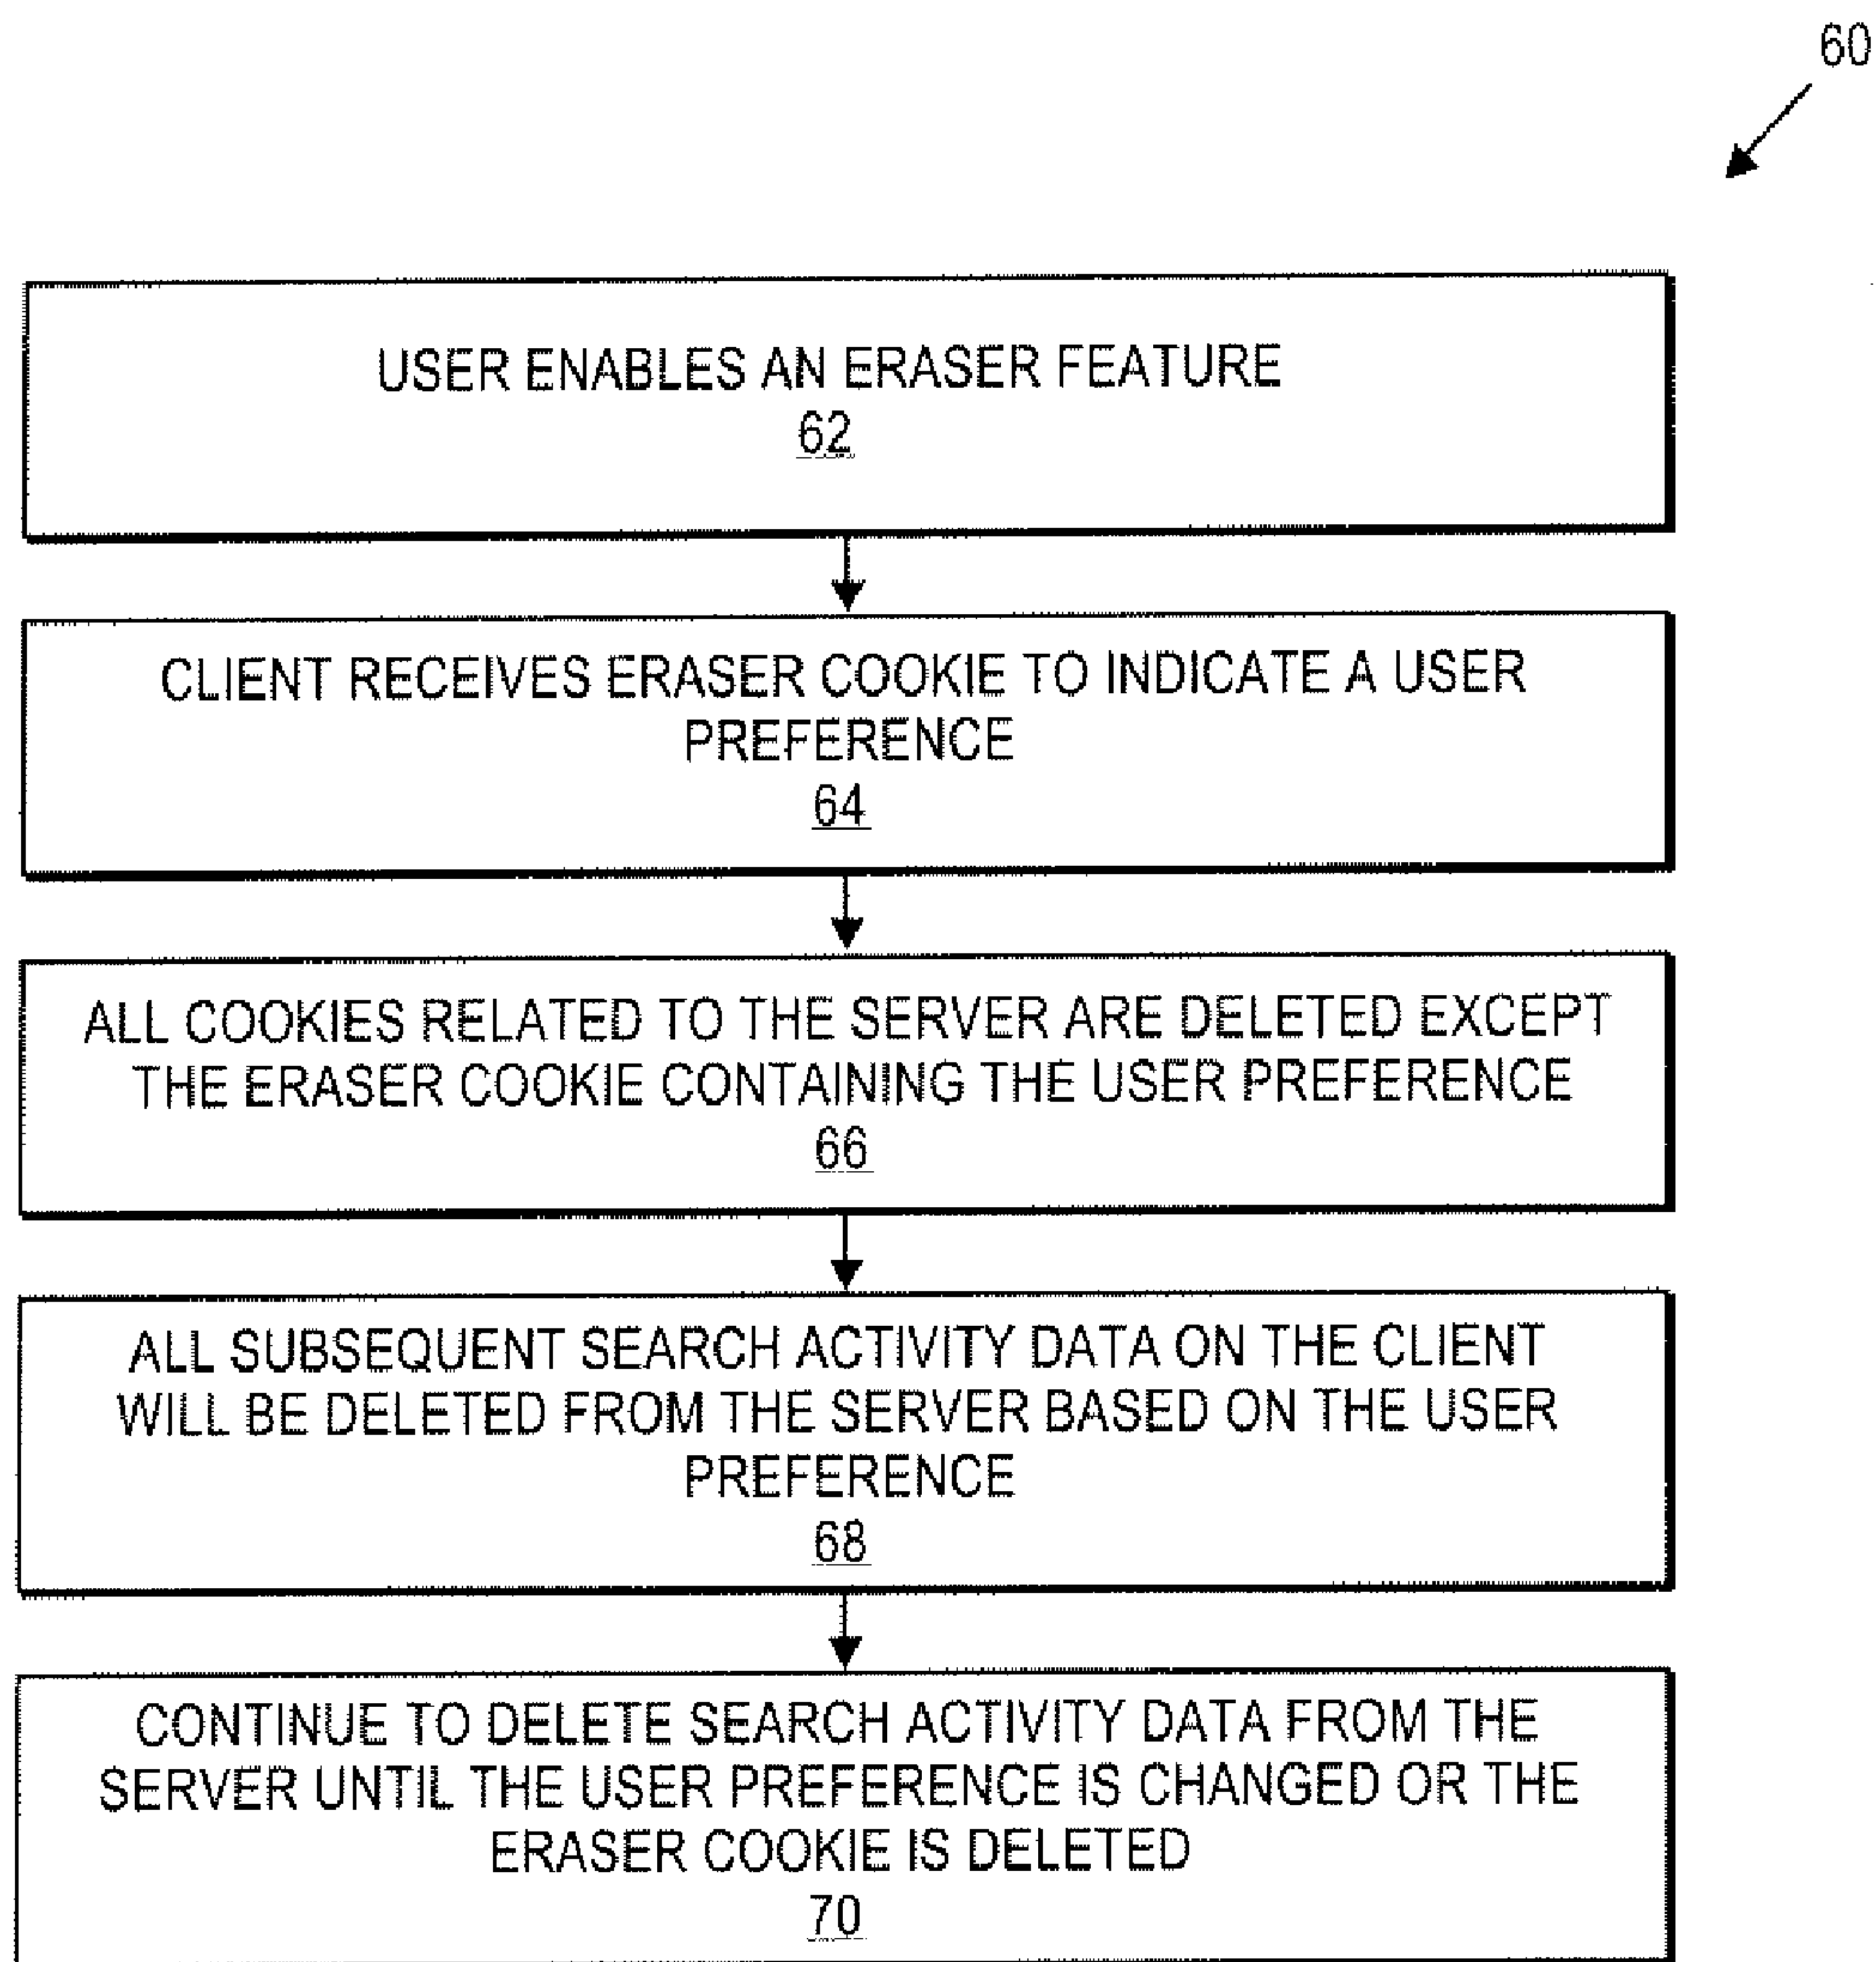 60
USER ENABLES AN ERASER FEATURE
62
CLIENT RECEIVES ERASER COOKIE TO INDICATE A USER
PREFERENCE
64
ALL COOKIES RELATED TO THE SERVER ARE DELETED EXCEPT
THE ERASER COOKIE CONTAINING THE USER PREFERENCE
66
ALL SUBSEQUENT SEARCH ACTIVITY DATA ON THE CLIENT
WILL BE DELETED FROM THE SERVER BASED ON THE USER
PREFERENCE
68
CONTINUE TO DELETE SEARCH ACTIVITY DATA FROM THE
SERVER UNTIL THE USER PREFERENCE IS CHANGED OR THE
ERASER COOKIE IS DELETED
70